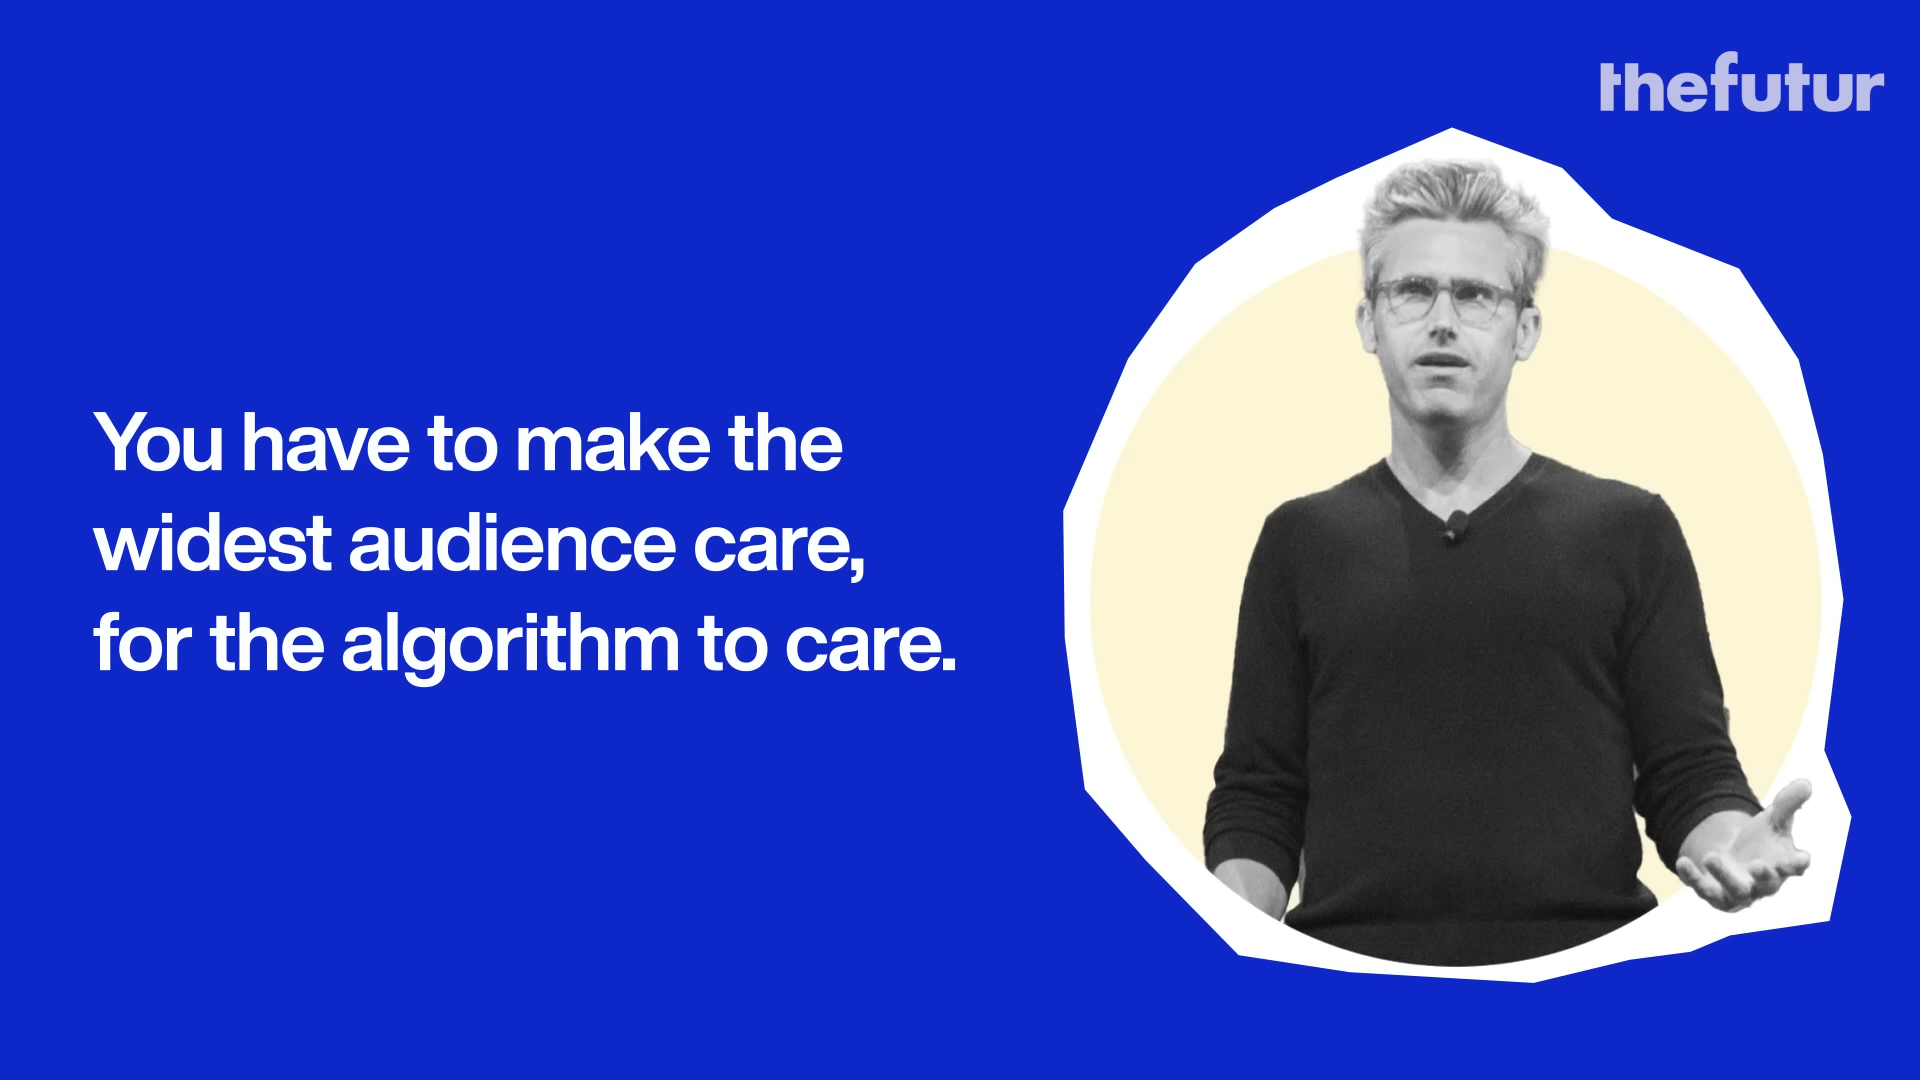 thefutur
You have to make the
widest audience care,
for the algorithm to care.